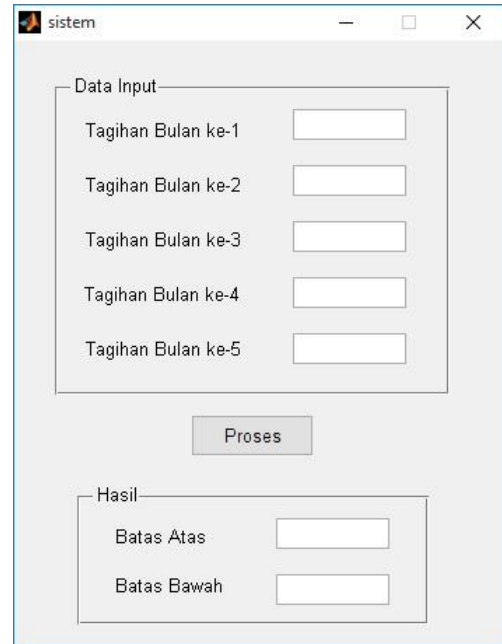 sistem
Data Input
Tagihan Bulan ke-1
Tagihan Bulan ke-2
Tagihan Bulan ke-3
Tagihan Bulan ke-4
Tagihan Bulan ke-5
Proses
Hasil
Batas Atas
Batas Bawah